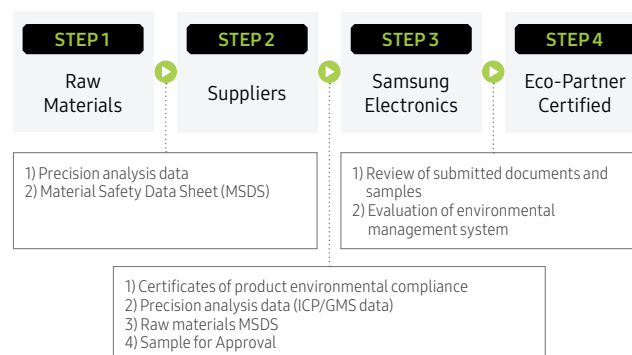 STEP 1
Raw
Materials
STEP 2
Suppliers
STEP 3
Samsung
Electronics
STEP 4
Eco-Partner
Certified
1) Precision analysis data
2) Material Safety Data Sheet (MSDS)
1) Review of submitted documents and
samples
2) Evaluation of environmental
management system
1) Certificates of product environmental compliance
2) Precision analysis data (ICP/GMS data)
3) Raw materials MSDS
4) Sample for Approval